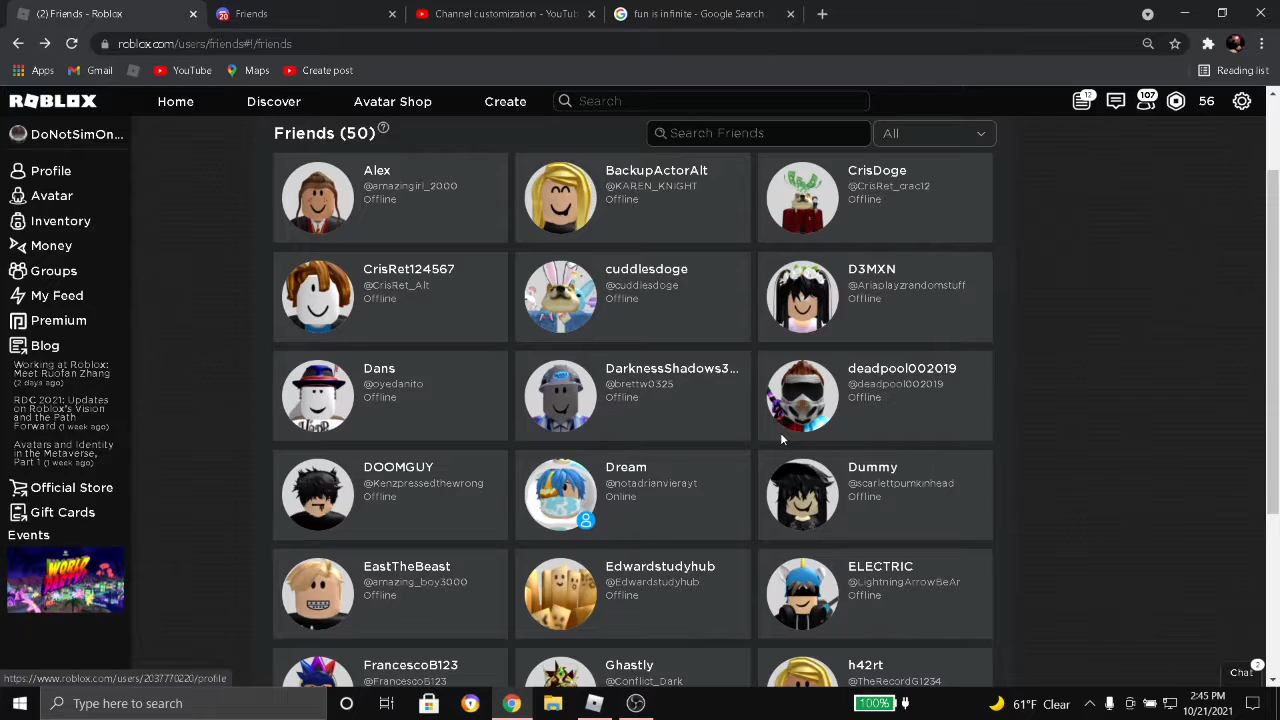 (2) Friends - Roblox
Friends
Channel customization - YouTub
fun is infinite - Google Search
roblox.com/users/friends#!/friends
Apps
Gmail
YouTube
Maps
Create post
Reading list
ROBLOX
Home
Discover
Avatar Shop
Create
Search
12
107
56
DoNotSimOn...
Profile
Avatar
Inventory
Money
Groups
My Feed
Premium
Blog
Working at Roblox:
Meet Ruofan Zhang
(2 days ago)
RDC 2021: Updates
on Roblox's Vision
and the Path
Forward (1 week ago)
Avatars and Identity
in the Metaverse,
Part 1 (1 week ago)
Official Store
Gift Cards
Events
Friends (50)
Search Friends
All
Alex
@amazingirl_2000
Offline
BackupActorAlt
@KAREN_KNIGHT
Offline
CrisDoge
@CrisRet_crac12
Offline
CrisRet124567
@CrisRet_Alt
Offline
cuddlesdoge
@cuddlesdoge
Offline
D3MXN
@Ariaplayzrandomstuff
Offline
Dans
@oyedanito
Offline
DarknessShadows3...
@brettw0325
Offline
deadpool002019
@deadpool002019
Offline
DOOMGUY
@Kenzpressedthewrong
Offline
Dream
@notadrianvierayt
Online
Dummy
@scarlettpumkinhead
Offline
EastTheBeast
@amazing_boy3000
Offline
Edwardstudyhub
@Edwardstudyhub
Offline
ELECTRIC
@LightningArrowBeAr
Offline
FrancescoB123
@FrancescoB123
Ghastly
@Conflict_Dark
h42rt
@TheRecordG1234
Chat
2
https://www.roblox.com/users/2037770220/profile
Type here to search
100%
61°F Clear
2:45 PM
10/21/2021